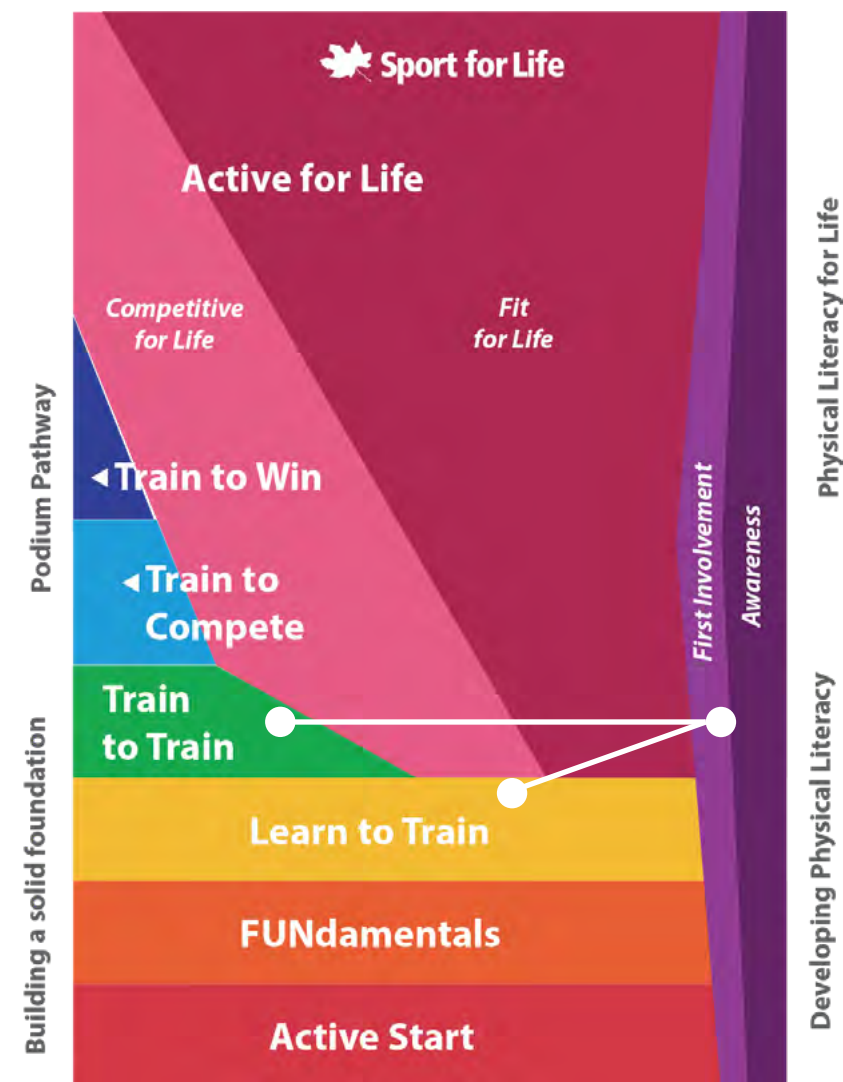 Sport for Life
Active for Life
Competitive
for Life
Fit
for Life
Train to Win
Train to
Compete
Train
to Train
Learn to Train
FUNdamentals
Active Start
First Involvement
Awareness
Podium Pathway
Building a solid foundation
Physical Literacy for Life
Developing Physical Literacy